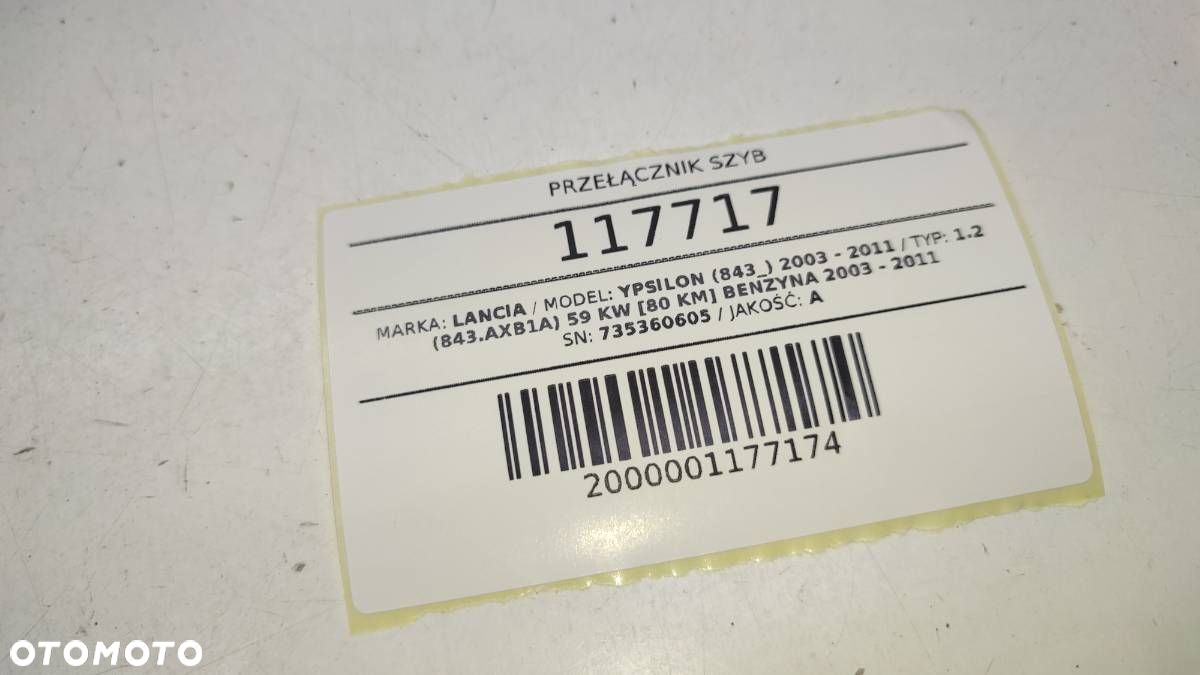 PRZEŁĄCZNIK SZYB
117717
MARKA: LANCIA / MODEL: YPSILON (843_) 2003 - 2011 / TYP: 1.2
(843.AXB1A) 59 KW [80 KM] BENZYNA 2003 - 2011
SN: 735360605 / JAKOŚĆ: A
2000001177174
OTOMOTO